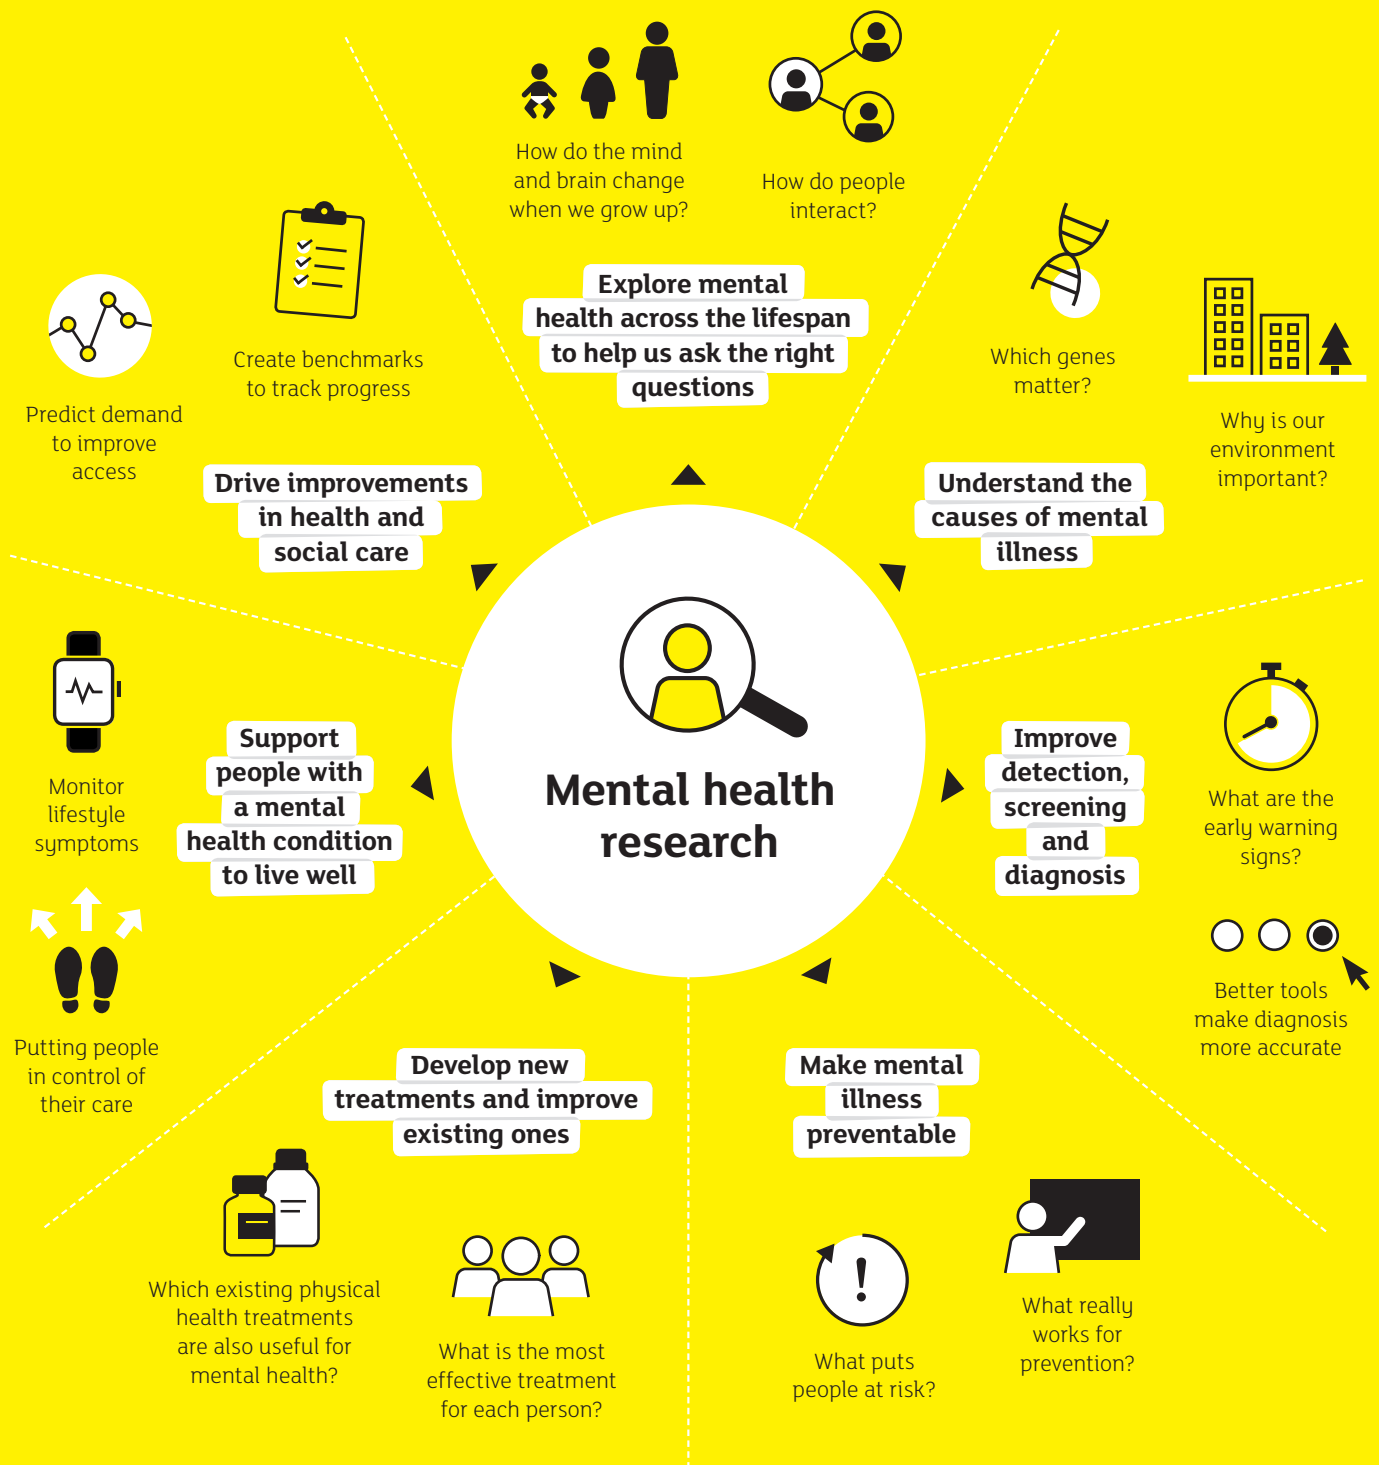 How do the mind
and brain change
when we grow up?
How do people
interact?
Explore mental
health across the lifespan
to help us ask the right
questions
Which genes
matter?
Why is our
environment
important?
Understand the
causes of mental
illness
What are the
early warning
signs?
Better tools
make diagnosis
more accurate
Improve
detection,
screening
and
diagnosis
Make mental
illness
preventable
What really
works for
prevention?
What puts
people at risk?
Develop new
treatments and improve
existing ones
Which existing physical
health treatments
are also useful for
mental health?
What is the most
effective treatment
for each person?
Support
people with
a mental
health condition
to live well
Monitor
lifestyle
symptoms
Putting people
in control of
their care
Drive improvements
in health and
social care
Predict demand
to improve
access
Create benchmarks
to track progress
Mental health
research